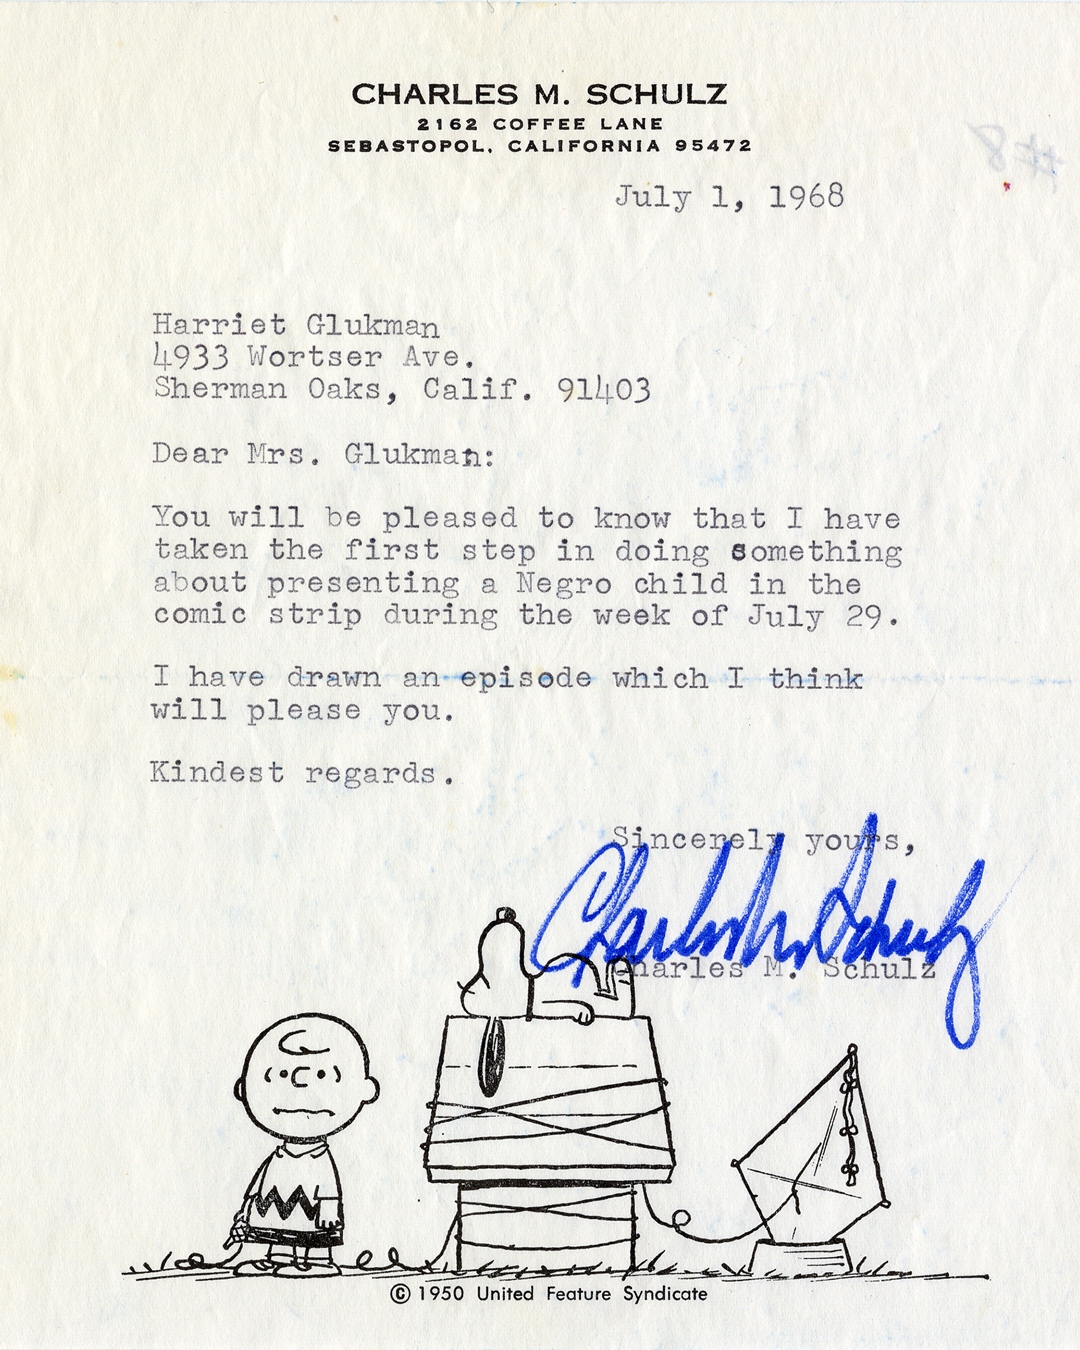 CHARLES M. SCHULZ
2162 COFFEE LANE
SEBASTOPOL, CALIFORNIA 95472
#8
July 1, 1968
Harriet Glukman
4933 Wortser Ave.
Sherman Oaks, Calif. 91403
Dear Mrs. Glukman:
You will be pleased to know that I have
taken the first step in doing something
about presenting a Negro child in the
comic strip during the week of July 29.
I have drawn an episode which I think
will please you.
Kindest regards.
Sincerely yours,
Charles M. Schulz
Charles M. Schulz
© 1950 United Feature Syndicate